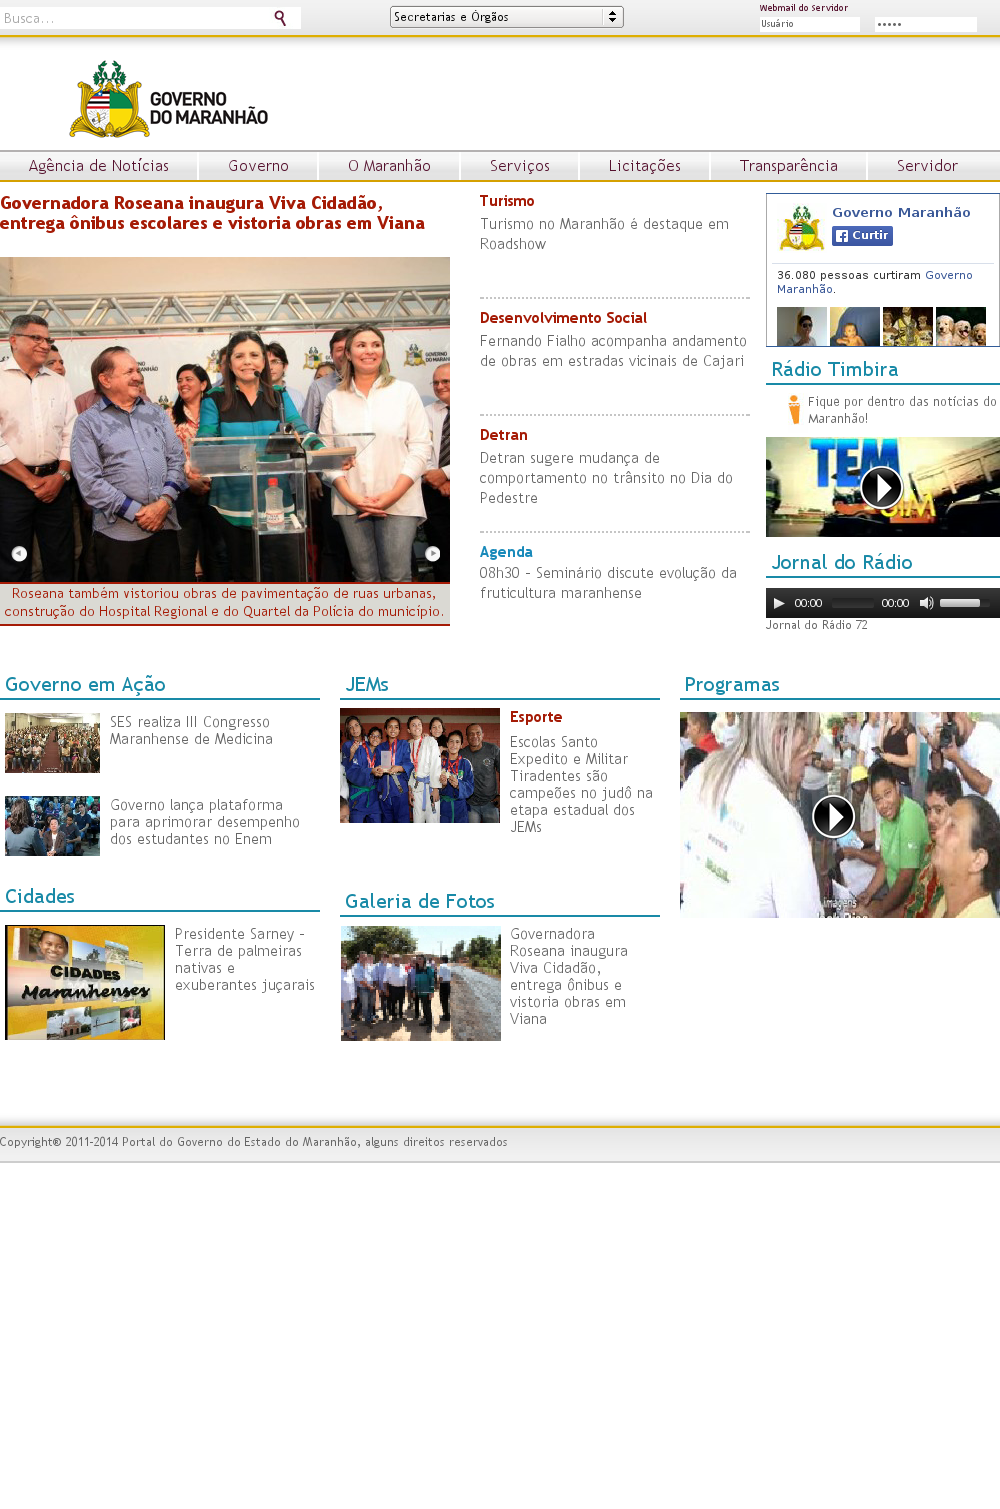 Busca...
Secretarias e Órgãos
Webmail do Servidor
Usuário
•••••
GOVERNO
DO MARANHÃO
Agência de Notícias
Governo
O Maranhão
Serviços
Licitações
Transparência
Servidor
Governadora Roseana inaugura Viva Cidadão,
entrega ônibus escolares e vistoria obras em Viana
Roseana também vistoriou obras de pavimentação de ruas urbanas,
construção do Hospital Regional e do Quartel da Polícia do município.
Turismo
Turismo no Maranhão é destaque em
Roadshow
Desenvolvimento Social
Fernando Fialho acompanha andamento
de obras em estradas vicinais de Cajari
Detran
Detran sugere mudança de
comportamento no trânsito no Dia do
Pedestre
Agenda
08h30 - Seminário discute evolução da
fruticultura maranhense
Governo Maranhão
Curtir
36.080 pessoas curtiram Governo
Maranhão.
Rádio Timbira
Fique por dentro das notícias do
Maranhão!
TEM
SIM
Jornal do Rádio
00:00
00:00
Jornal do Rádio 72
Governo em Ação
SES realiza III Congresso
Maranhense de Medicina
Governo lança plataforma
para aprimorar desempenho
dos estudantes no Enem
JEMs
Esporte
Escolas Santo
Expedito e Militar
Tiradentes são
campeões no judô na
etapa estadual dos
JEMs
Programas
imagens
Cidades
CIDADES
Maranhenses
Presidente Sarney -
Terra de palmeiras
nativas e
exuberantes juçarais
Galeria de Fotos
Governadora
Roseana inaugura
Viva Cidadão,
entrega ônibus e
vistoria obras em
Viana
Copyright® 2011-2014 Portal do Governo do Estado do Maranhão, alguns direitos reservados